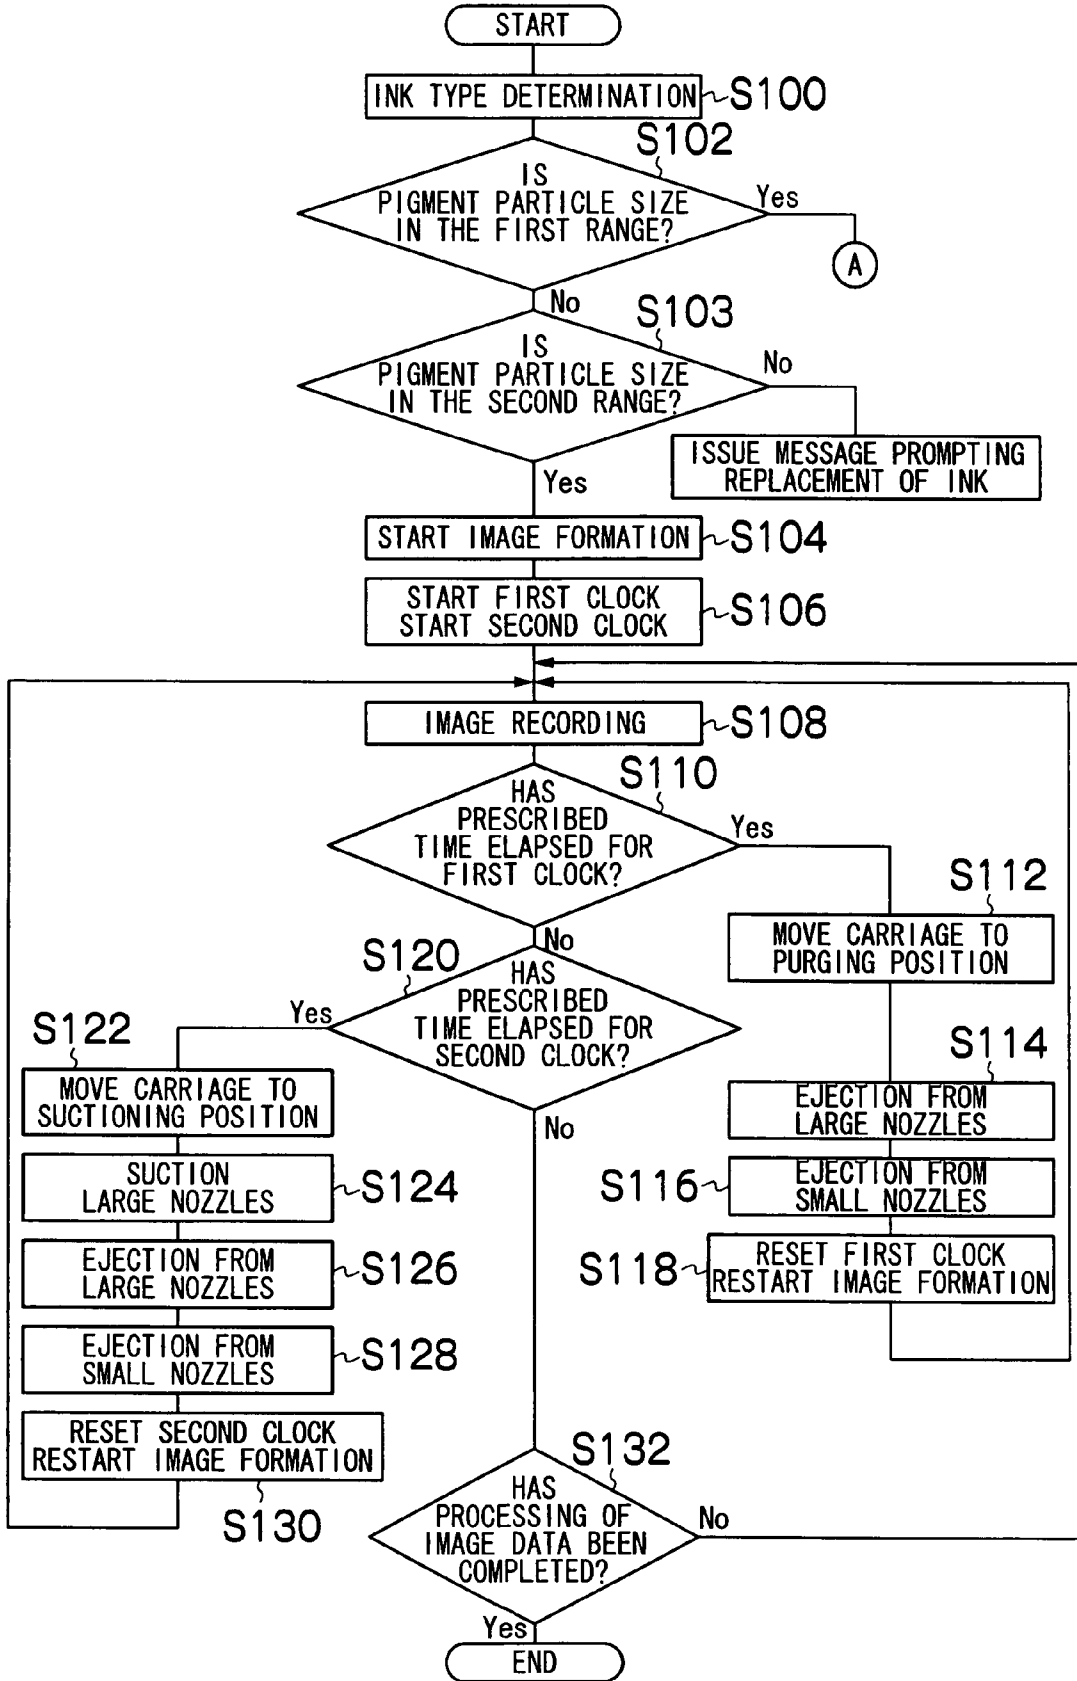 START
INK TYPE DETERMINATION
S100
S102
IS
PIGMENT PARTICLE SIZE
IN THE FIRST RANGE?
Yes
A
No
S103
IS
PIGMENT PARTICLE SIZE
IN THE SECOND RANGE?
No
ISSUE MESSAGE PROMPTING
REPLACEMENT OF INK
Yes
START IMAGE FORMATION
S104
START FIRST CLOCK
START SECOND CLOCK
S106
IMAGE RECORDING
S108
S110
HAS
PRESCRIBED
TIME ELAPSED FOR
FIRST CLOCK?
Yes
S112
MOVE CARRIAGE TO
PURGING POSITION
S114
EJECTION FROM
LARGE NOZZLES
S116
EJECTION FROM
SMALL NOZZLES
S118
RESET FIRST CLOCK
RESTART IMAGE FORMATION
No
S120
HAS
PRESCRIBED
TIME ELAPSED FOR
SECOND CLOCK?
Yes
S122
MOVE CARRIAGE TO
SUCTIONING POSITION
SUCTION
LARGE NOZZLES
S124
EJECTION FROM
LARGE NOZZLES
S126
EJECTION FROM
SMALL NOZZLES
S128
RESET SECOND CLOCK
RESTART IMAGE FORMATION
S130
No
S132
HAS
PROCESSING OF
IMAGE DATA BEEN
COMPLETED?
No
Yes
END